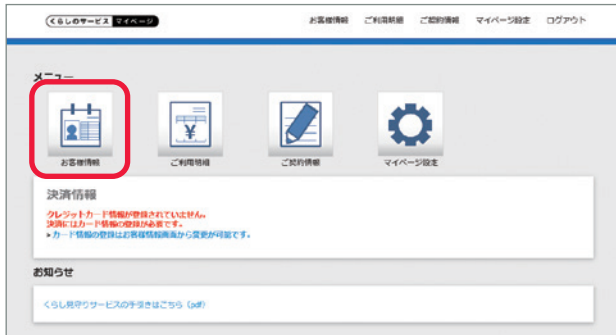 くらしのサービス マイページ
お客様情報 ご利用明細 ご契約情報 マイページ設定 ログアウト
メニュー
お客様情報 ご利用明細 ご契約情報 マイページ設定
決済情報
クレジットカード情報が登録されていません。
決済にはカード情報の登録が必要です。
▸カード情報の登録はお客様情報画面から変更が可能です。
お知らせ
くらし見守りサービスの手引きはこちら (pdf)